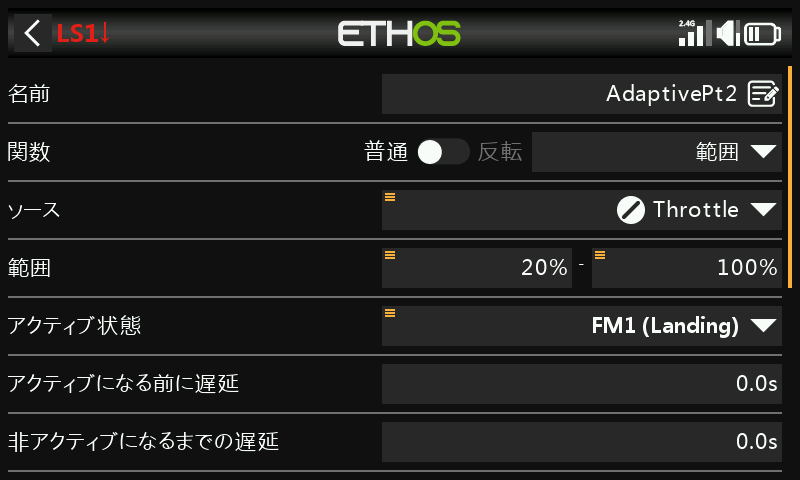 LS1↓ ETHOS 2.4G
名前 AdaptivePt2
関数 普通 反転 範囲
ソース Throttle
範囲 20% - 100%
アクティブ状態 FM1 (Landing)
アクティブになる前に遅延 0.0s
非アクティブになるまでの遅延 0.0s